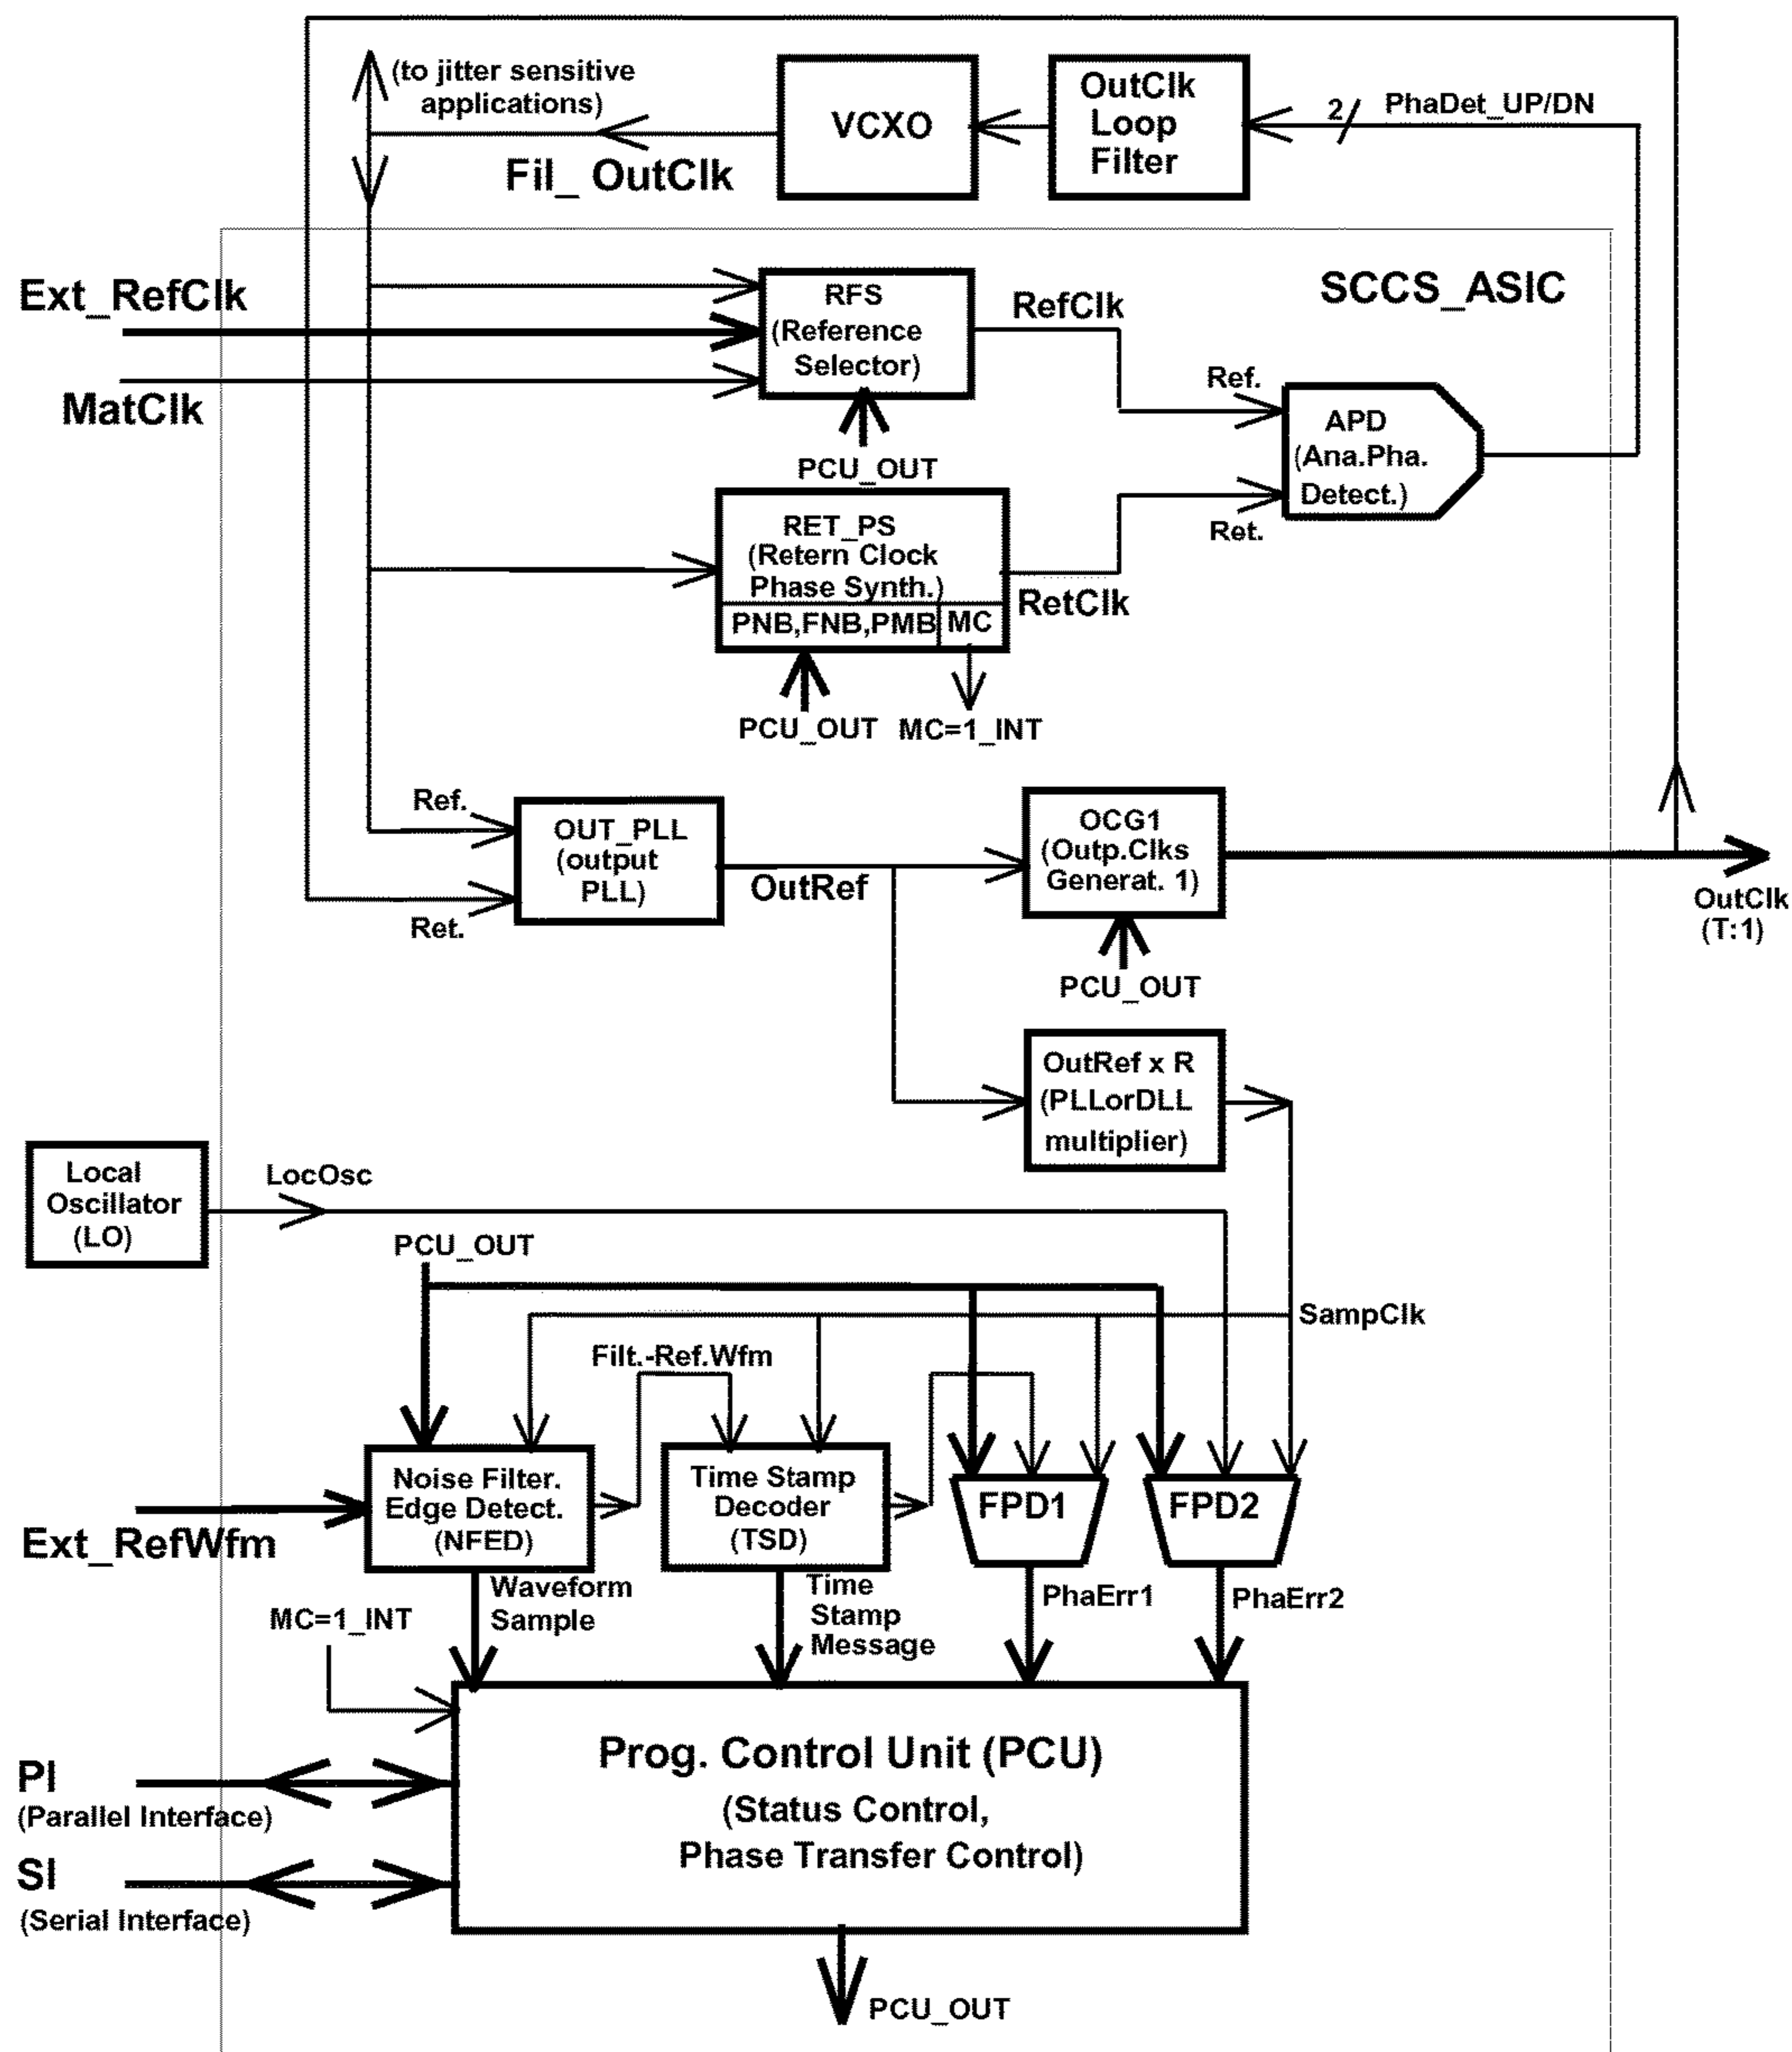 (to jitter sensitive
applications)
VCXO
OutClk
Loop
Filter
2
PhaDet_UP/DN
Fil_ OutClk
SCCS_ASIC
Ext_RefClk
RFS
(Reference
Selector)
RefClk
MatClk
PCU_OUT
Ref.
APD
(Ana.Pha.
Detect.)
Ret.
RET_PS
(Retern Clock
Phase Synth.)
PNB,FNB,PMB
MC
RetClk
PCU_OUT
MC=1_INT
Ref.
OUT_PLL
(output
PLL)
Ret.
OutRef
OCG1
(Outp.Clks
Generat. 1)
OutClk
(T:1)
PCU_OUT
OutRef x R
(PLLorDLL
multiplier)
Local
Oscillator
(LO)
LocOsc
PCU_OUT
SampClk
Filt.-Ref.Wfm
Noise Filter.
Edge Detect.
(NFED)
Time Stamp
Decoder
(TSD)
FPD1
FPD2
Ext_RefWfm
Waveform
Sample
Time
Stamp
Message
PhaErr1
PhaErr2
MC=1_INT
Prog. Control Unit (PCU)
(Status Control,
Phase Transfer Control)
PI
(Parallel Interface)
SI
(Serial Interface)
PCU_OUT